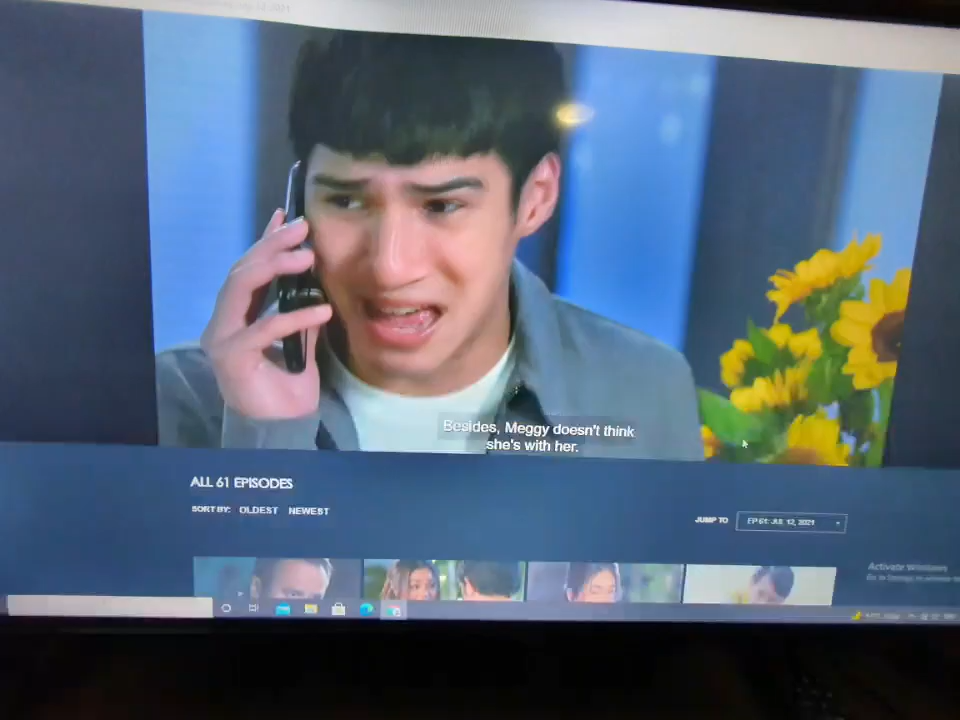 Besides, Meggy doesn't think
she's with her.
ALL 61 EPISODES
SORT BY: OLDEST NEWEST
JUMP TO EP 61: JUL 12, 2021
Activate Windows